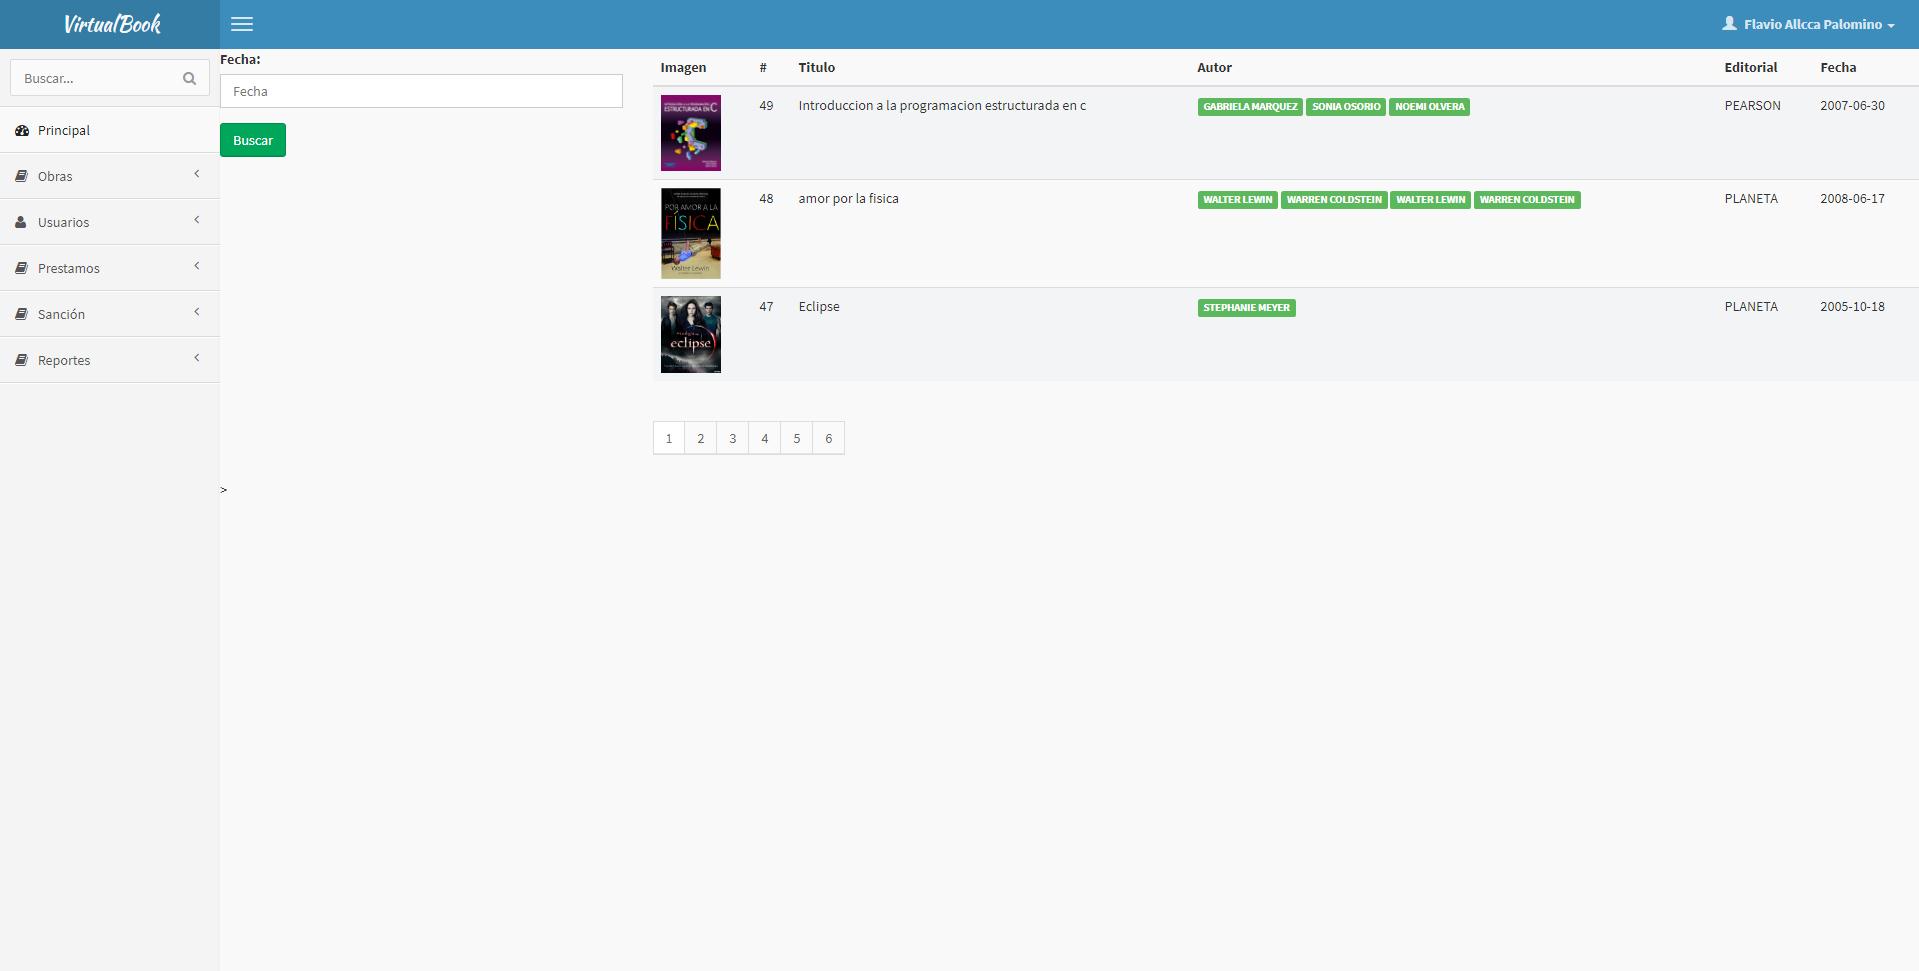 VirtualBook
Flavio Allcca Palomino
Buscar...
Principal
Obras
Usuarios
Prestamos
Sanción
Reportes
Fecha:
Fecha
Buscar
Imagen # Titulo Autor Editorial Fecha
ESTRUCTURADA EN C
49 Introduccion a la programacion estructurada en c GABRIELA MARQUEZ SONIA OSORIO NOEMI OLVERA PEARSON 2007-06-30
POR AMOR A LA
FÍSICA
Walter Lewin
48 amor por la fisica WALTER LEWIN WARREN COLDSTEIN WALTER LEWIN WARREN COLDSTEIN PLANETA 2008-06-17
eclipse
47 Eclipse STEPHANIE MEYER PLANETA 2005-10-18
1 2 3 4 5 6
>